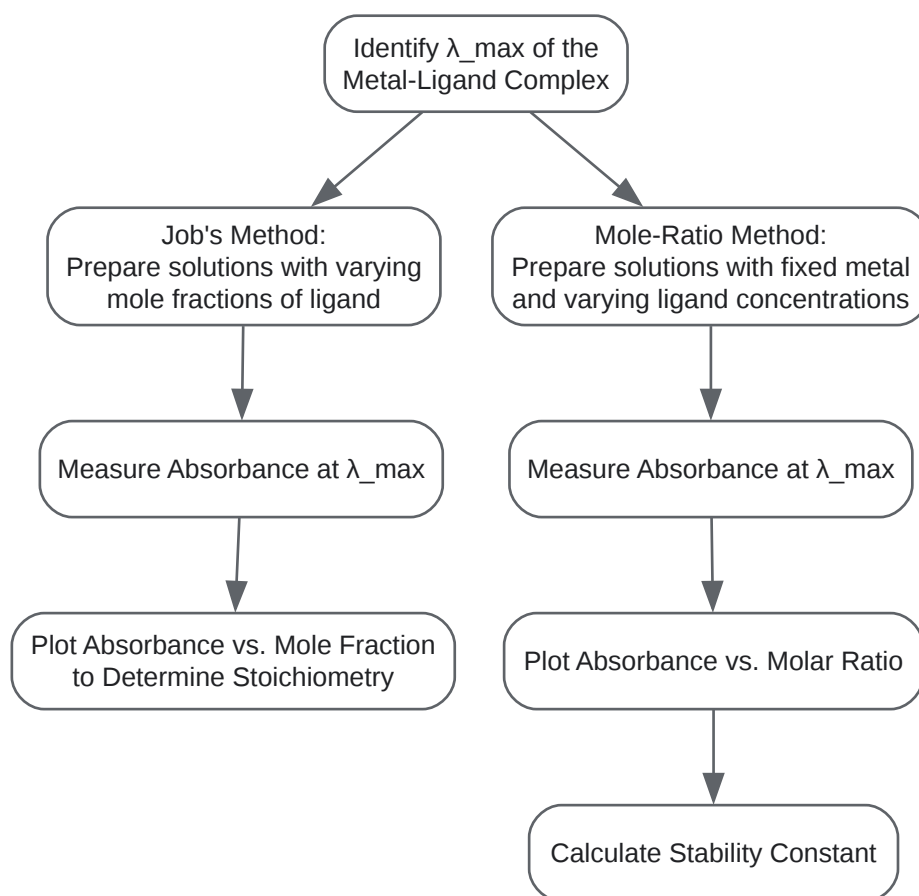 Identify λ_max of the
Metal-Ligand Complex
Job's Method:
Prepare solutions with varying
mole fractions of ligand
Mole-Ratio Method:
Prepare solutions with fixed metal
and varying ligand concentrations
Measure Absorbance at λ_max
Measure Absorbance at λ_max
Plot Absorbance vs. Mole Fraction
to Determine Stoichiometry
Plot Absorbance vs. Molar Ratio
Calculate Stability Constant